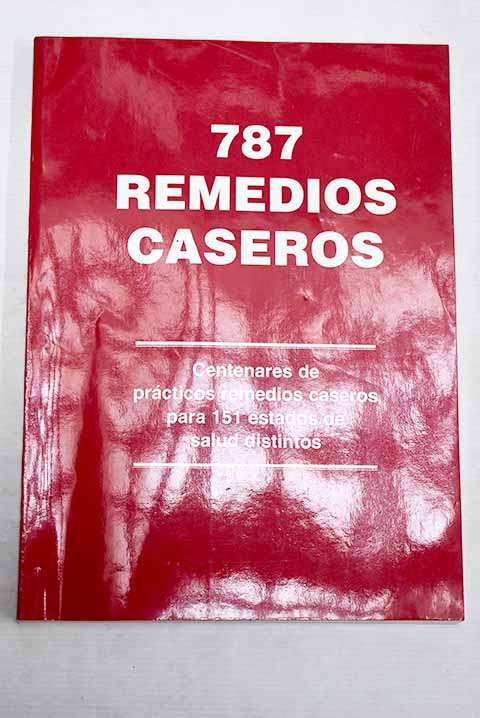 787
REMEDIOS
CASEROS
Centenares de
prácticos remedios caseros
para 151 estados de
salud distintos